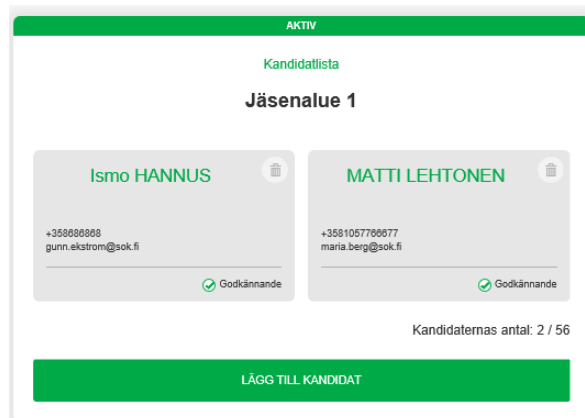 AKTIV
Kandidatlista
Jäsenalue 1
Ismo HANNUS
+358686868
gunn.ekstrom@sok.fi
Godkännande
MATTI LEHTONEN
+3581057766677
maria.berg@sok.fi
Godkännande
Kandidaternas antal: 2 / 56
LÄGG TILL KANDIDAT